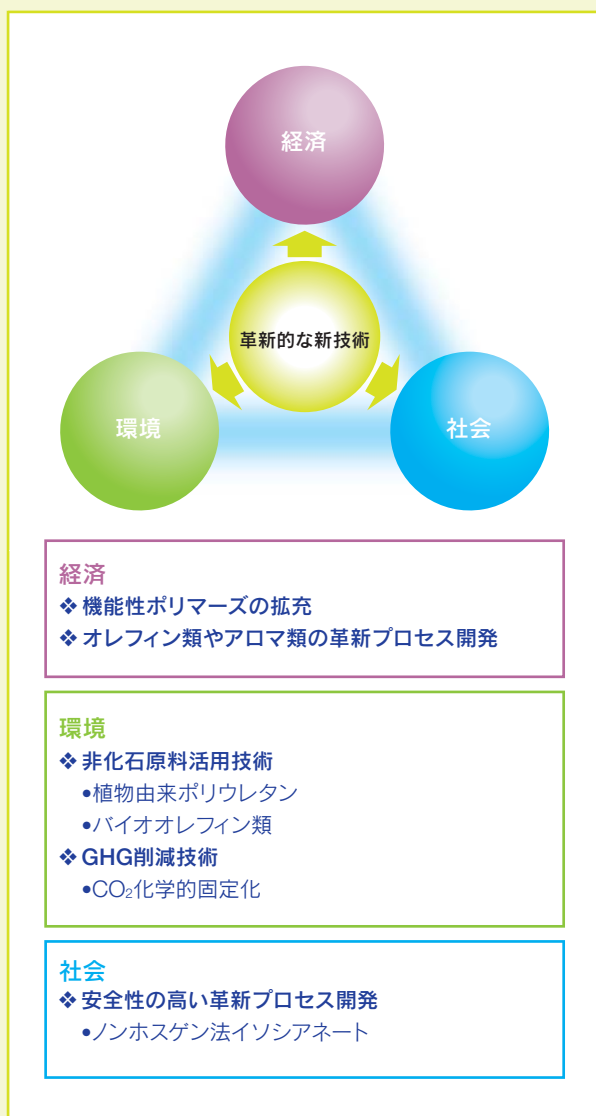 経済
革新的な新技術
環境
社会
経済
❖機能性ポリマーズの拡充
❖オレフィン類やアロマ類の革新プロセス開発
環境
❖非化石原料活用技術
•植物由来ポリウレタン
•バイオオレフィン類
❖GHG削減技術
•CO₂化学的固定化
社会
❖安全性の高い革新プロセス開発
•ノンホスゲン法イソシアネート